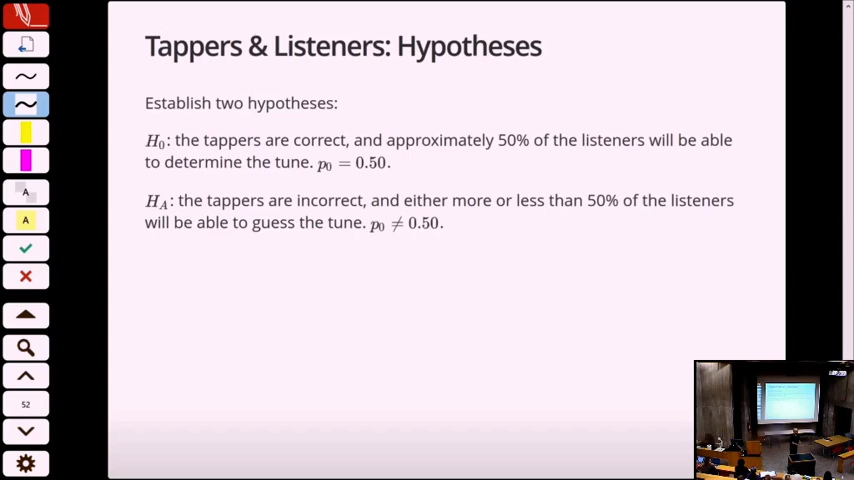 Tappers & Listeners: Hypotheses
Establish two hypotheses:
H₀: the tappers are correct, and approximately 50% of the listeners will be able
to determine the tune. p₀ = 0.50.
H_A: the tappers are incorrect, and either more or less than 50% of the listeners
will be able to guess the tune. p₀ ≠ 0.50.
A
A
52